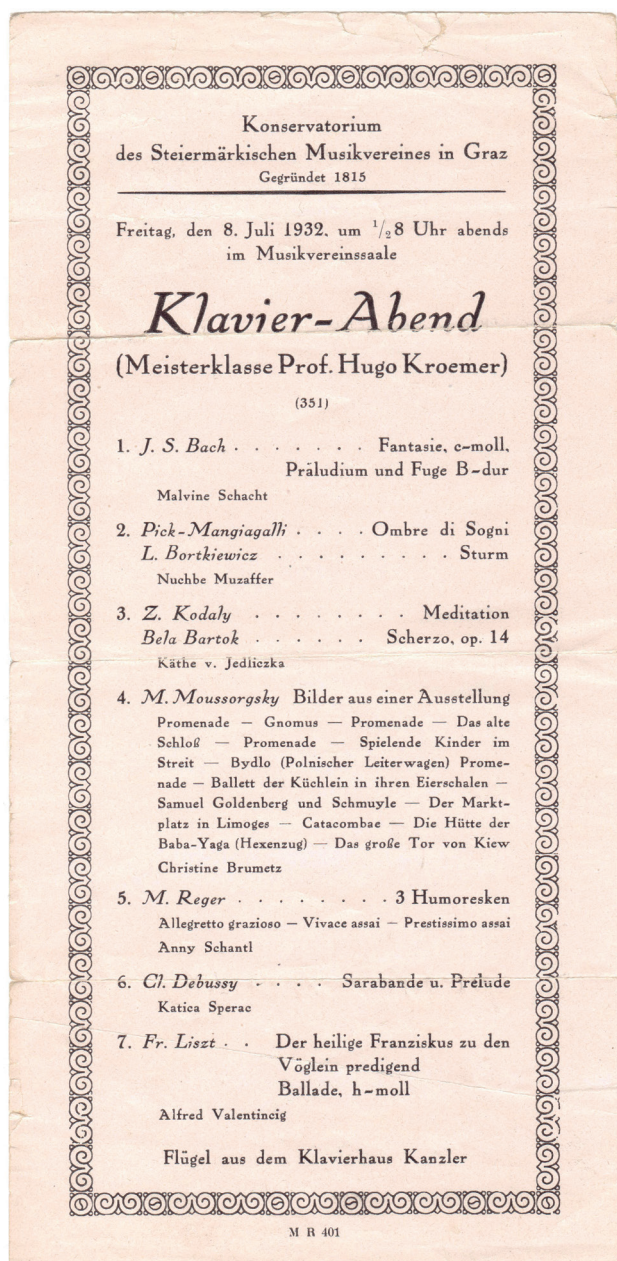 Konservatorium
des Steiermärkischen Musikvereines in Graz
Gegründet 1815
Freitag, den 8. Juli 1932, um 1/2 8 Uhr abends
im Musikvereinssaale
Klavier-Abend
(Meisterklasse Prof. Hugo Kroemer)
(351)
1. J. S. Bach . . . . . . . Fantasie, c-moll,
Präludium und Fuge B-dur
Malvine Schacht
2. Pick-Mangiagalli . . . . Ombre di Sogni
L. Bortkiewicz . . . . . . . . . Sturm
Nuchbe Muzaffer
3. Z. Kodaly . . . . . . . . Meditation
Bela Bartok . . . . . . Scherzo, op. 14
Käthe v. Jedliczka
4. M. Moussorgsky Bilder aus einer Ausstellung
Promenade — Gnomus — Promenade — Das alte
Schloß — Promenade — Spielende Kinder im
Streit — Bydlo (Polnischer Leiterwagen) Prome-
nade — Ballett der Küchlein in ihren Eierschalen —
Samuel Goldenberg und Schmuyle — Der Markt-
platz in Limoges — Catacombae — Die Hütte der
Baba-Yaga (Hexenzug) — Das große Tor von Kiew
Christine Brumetz
5. M. Reger . . . . . . . . 3 Humoresken
Allegretto grazioso — Vivace assai — Prestissimo assai
Anny Schantl
6. Cl. Debussy . . . . Sarabande u. Prélude
Katica Sperac
7. Fr. Liszt . . Der heilige Franziskus zu den
Vöglein predigend
Ballade, h-moll
Alfred Valentincig
Flügel aus dem Klavierhaus Kanzler
M R 401